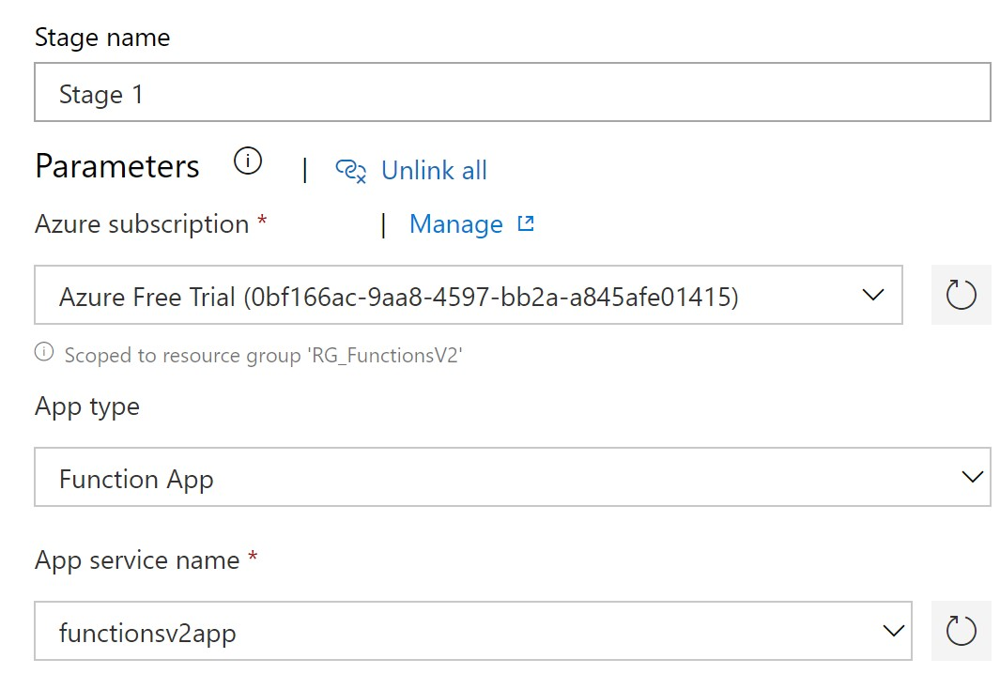 Stage name
Stage 1
Parameters | Unlink all
Azure subscription * | Manage
Azure Free Trial (0bf166ac-9aa8-4597-bb2a-a845afe01415)
Scoped to resource group 'RG_FunctionsV2'
App type
Function App
App service name *
functionsv2app